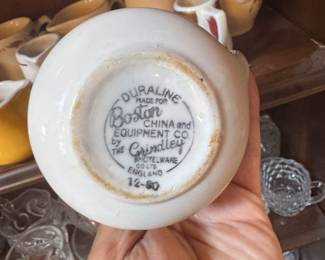 DURALINE
MADE FOR
Boston
CHINA and
EQUIPMENT CO
by
THE Grindley
HOTELWARE
CO LTD
ENGLAND
12-60